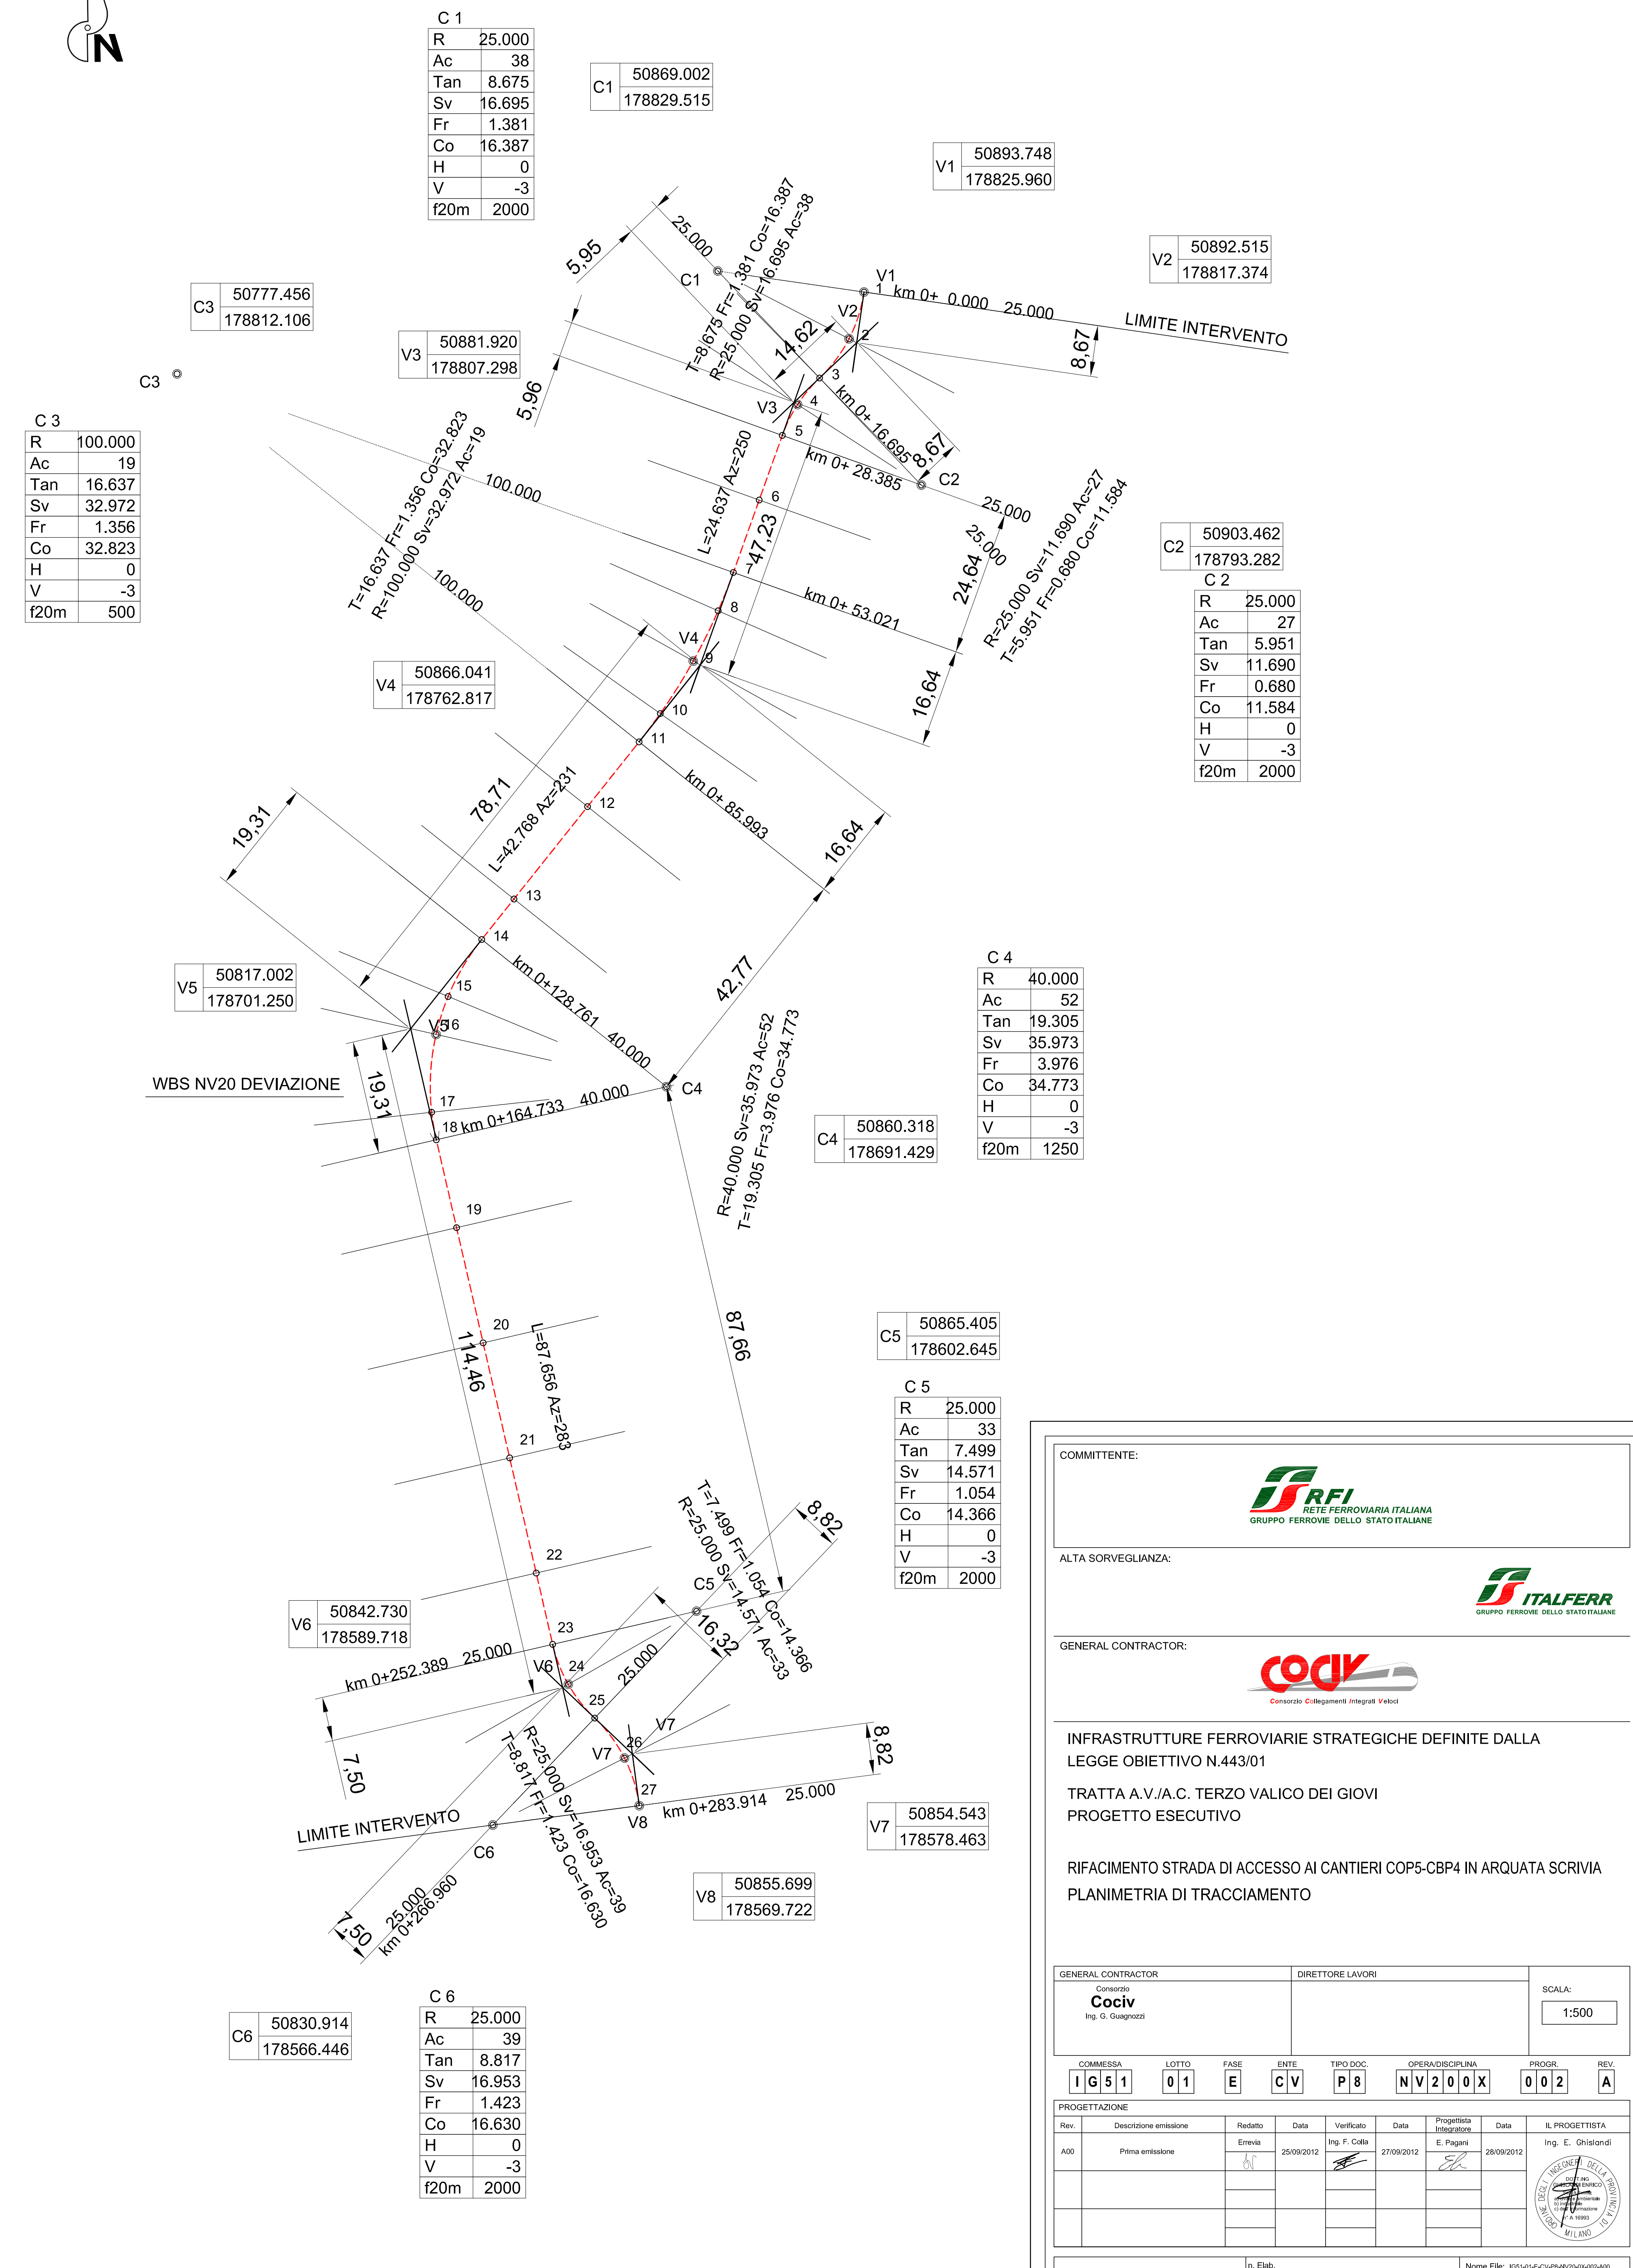 N
C 1
R 25.000
Ac 38
Tan 8.675
Sv 16.695
Fr 1.381
Co 16.387
H 0
V -3
f20m 2000
C1 50869.002
178829.515
V1 50893.748
178825.960
V2 50892.515
178817.374
C3 50777.456
178812.106
V3 50881.920
178807.298
C3
C 3
R 100.000
Ac 19
Tan 16.637
Sv 32.972
Fr 1.356
Co 32.823
H 0
V -3
f20m 500
25.000
5,95
C1
T=8.675 Fr=1.381 Co=16.387
R=25.000 Sv=16.695 Ac=38
V1
1 km 0+ 0.000 25.000
LIMITE INTERVENTO
V2
2
8,67
14,62
3
V3
4
km 0+ 16.695
8,67
5,96
5
km 0+ 28.385
C2
25.000
25.000
R=25.000 Sv=11.690 Ac=27
T=5.951 Fr=0.680 Co=11.584
C2 50903.462
178793.282
C 2
R 25.000
Ac 27
Tan 5.951
Sv 11.690
Fr 0.680
Co 11.584
H 0
V -3
f20m 2000
T=16.637 Fr=1.356 Co=32.823
R=100.000 Sv=32.972 Ac=19
100.000
L=24.637 Az=250
6
47,23
24,64
7
km 0+ 53.021
100.000
8
V4
9
16,64
V4 50866.041
178762.817
10
11
km 0+ 85.993
78,71
L=42.768 Az=231
12
16,64
19,31
13
14
42,77
km 0+128.761 40.000
V5 50817.002
178701.250
15
V5
16
C 4
R 40.000
Ac 52
Tan 19.305
Sv 35.973
Fr 3.976
Co 34.773
H 0
V -3
f20m 1250
WBS NV20 DEVIAZIONE
19,31
17
18 km 0+164.733 40.000
C4
R=40.000 Sv=35.973 Ac=52
T=19.305 Fr=3.976 Co=34.773
C4 50860.318
178691.429
19
20
114,46
L=87.656 Az=283
87,66
C5 50865.405
178602.645
C 5
R 25.000
Ac 33
Tan 7.499
Sv 14.571
Fr 1.054
Co 14.366
H 0
V -3
f20m 2000
21
22
T=7.499 Fr=1.054 Co=14.366
R=25.000 Sv=14.571 Ac=33
8,82
C5
V6 50842.730
178589.718
23
km 0+252.389 25.000
16,32
V6
24
25.000
25
V7
26
V7
7,50
R=25.000 Sv=16.953 Ac=39
T=8.817 Fr=1.423 Co=16.630
8,82
27
km 0+283.914 25.000
V8
LIMITE INTERVENTO
C6
V7 50854.543
178578.463
V8 50855.699
178569.722
25.000
km 0+266.960
7,50
C6 50830.914
178566.446
C 6
R 25.000
Ac 39
Tan 8.817
Sv 16.953
Fr 1.423
Co 16.630
H 0
V -3
f20m 2000
COMMITTENTE:
RFI
RETE FERROVIARIA ITALIANA
GRUPPO FERROVIE DELLO STATO ITALIANE
ALTA SORVEGLIANZA:
ITALFERR
GRUPPO FERROVIE DELLO STATO ITALIANE
GENERAL CONTRACTOR:
COCIV
Consorzio Collegamenti Integrati Veloci
INFRASTRUTTURE FERROVIARIE STRATEGICHE DEFINITE DALLA
LEGGE OBIETTIVO N.443/01
TRATTA A.V./A.C. TERZO VALICO DEI GIOVI
PROGETTO ESECUTIVO
RIFACIMENTO STRADA DI ACCESSO AI CANTIERI COP5-CBP4 IN ARQUATA SCRIVIA
PLANIMETRIA DI TRACCIAMENTO
GENERAL CONTRACTOR DIRETTORE LAVORI
Consorzio
Cociv
Ing. G. Guagnozzi
SCALA:
1:500
COMMESSA LOTTO FASE ENTE TIPO DOC. OPERA/DISCIPLINA PROGR. REV.
I G 5 1 0 1 E C V P 8 N V 2 0 0 X 0 0 2 A
PROGETTAZIONE
Rev. Descrizione emissione Redatto Data Verificato Data Progettista Integratore Data IL PROGETTISTA
A00 Prima emissione Errevia 25/09/2012 Ing. F. Colla 27/09/2012 E. Pagani 28/09/2012 Ing. E. Ghislandi
ORDINE DEGLI INGEGNERI DELLA PROVINCIA DI MILANO
n° A 16993
n. Elab. Nome File: IG51-01-E-CV-P8-NV20-0X-002-A00